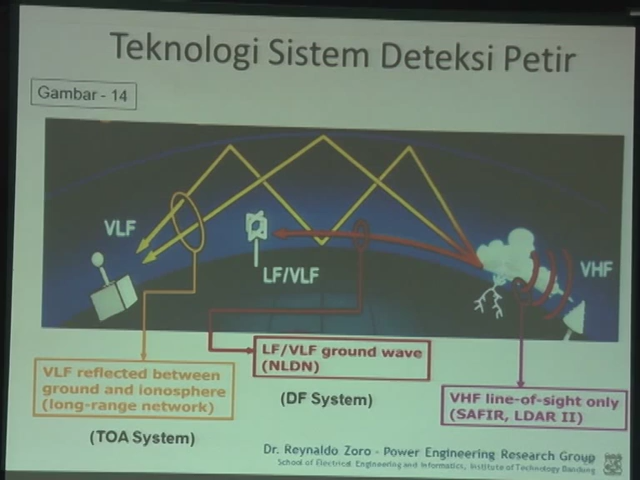 Teknologi Sistem Deteksi Petir
Gambar - 14
VLF
LF/VLF
VHF
VLF reflected between
ground and ionosphere
(long-range network)
(TOA System)
LF/VLF ground wave
(NLDN)
(DF System)
VHF line-of-sight only
(SAFIR, LDAR II)
Dr. Reynaldo Zoro - Power Engineering Research Group
School of Electrical Engineering and Informatics, Institute of Technology Bandung